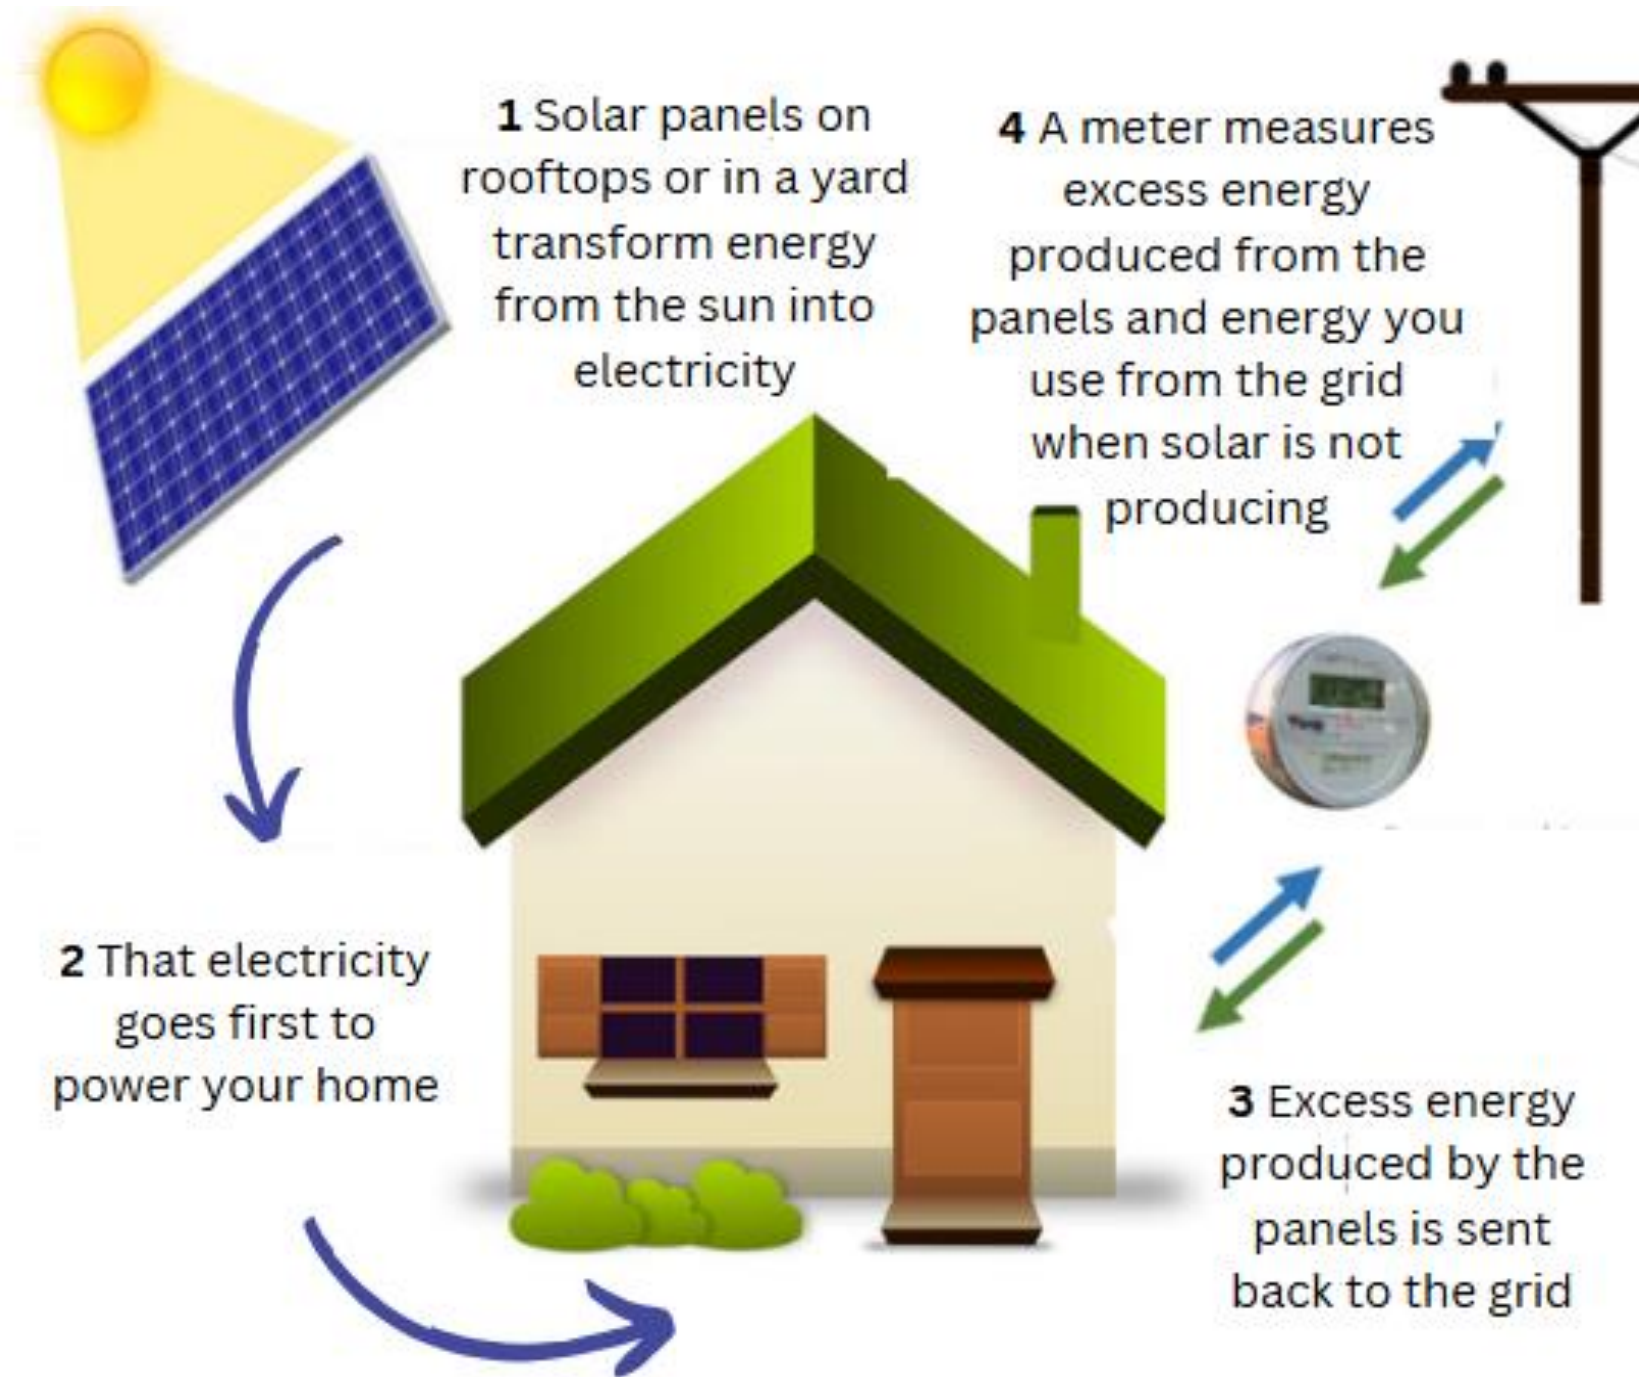 1 Solar panels on
rooftops or in a yard
transform energy
from the sun into
electricity
2 That electricity
goes first to
power your home
3 Excess energy
produced by the
panels is sent
back to the grid
4 A meter measures
excess energy
produced from the
panels and energy you
use from the grid
when solar is not
producing